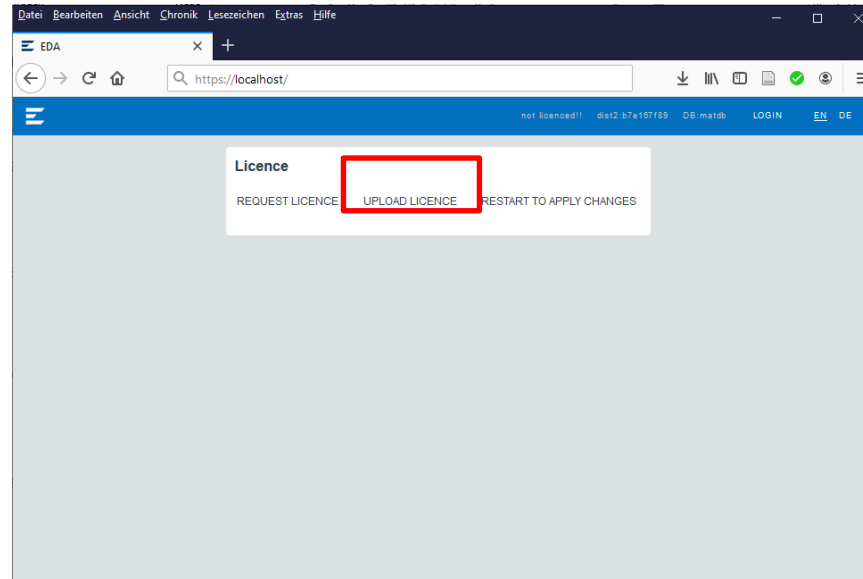 Datei Bearbeiten Ansicht Chronik Lesezeichen Extras Hilfe
EDA
https://localhost/
not licenced!! dist2:b7e167f89 DB:matdb LOGIN EN DE
Licence
REQUEST LICENCE UPLOAD LICENCE RESTART TO APPLY CHANGES